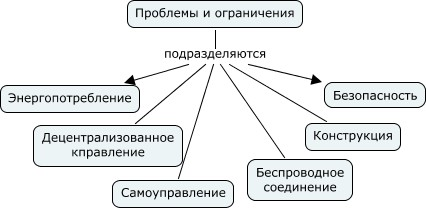 Проблемы и ограничения
подразделяются
Энергопотребление
Безопасность
Децентрализованное
кправление
Конструкция
Самоуправление
Беспроводное
соединение